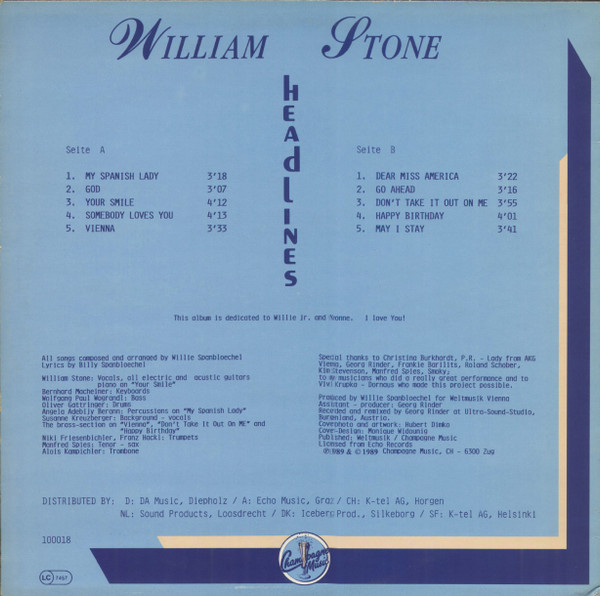 WILLIAM STONE
HEADLINES
Seite A
1. MY SPANISH LADY 3'18
2. GOD 3'07
3. YOUR SMILE 4'12
4. SOMEBODY LOVES YOU 4'13
5. VIENNA 3'33
Seite B
1. DEAR MISS AMERICA 3'22
2. GO AHEAD 3'16
3. DON'T TAKE IT OUT ON ME 3'55
4. HAPPY BIRTHDAY 4'01
5. MAY I STAY 3'41
This album is dedicated to Willie jr. and Yvonne. I love You!
All songs composed and arranged by Willie Spanbloechel
Lyrics by Billy Spanbloechel
William Stone: Vocals, all electric and acustic guitars
piano on "Your Smile"
Bernhard Macheiner: Keyboards
Wolfgang Paul Wograndl: Bass
Oliver Gattringer: Drums
Angela Adebiiy Berann: Percussions on "My Spanish Lady"
Susanne Kreuzberger: Background - vocals
The brass-section on "Vienna", "Don't Take It Out On ME" and
"Happy Birthday"
Niki Friesenbichler, Franz Hackl: Trumpets
Manfred Spies: Tenor - sax
Alois Kampichler: Trombone
Special thanks to Christina Burkhardt, P.R. - Lady from AKG
Vienna, Georg Rinder, Frankie Barilits, Roland Schober,
Kim Stevenson, Manfred Spies, Smoky,
to my musicians who did a really great performance and to
Vivi Krupka - Darnaus who made this project possible.
Produced by Willie Spanbloechel for Weltmusik Vienna
Assistant - producer: Georg Rinder
Recorded and remixed by Georg Rinder at Ultra-Sound-Studio,
Burgenland, Austria.
Coverphoto and artwork: Robert Dimko
Cove-Design: Monique Widounig
Published: Weltmusik / Champagne Music
Licensed from Echo Records
℗ 1989 & © 1989 Champagne Music, CH - 6300 Zug
DISTRIBUTED BY: D: DA Music, Diepholz / A: Echo Music, Graz / CH: K-tel AG, Horgen
NL: Sound Products, Loosdrecht / DK: Iceberg Prod., Silkeborg / SF: K-tel AG, Helsinki
100018
LC 7457
Champagne Music